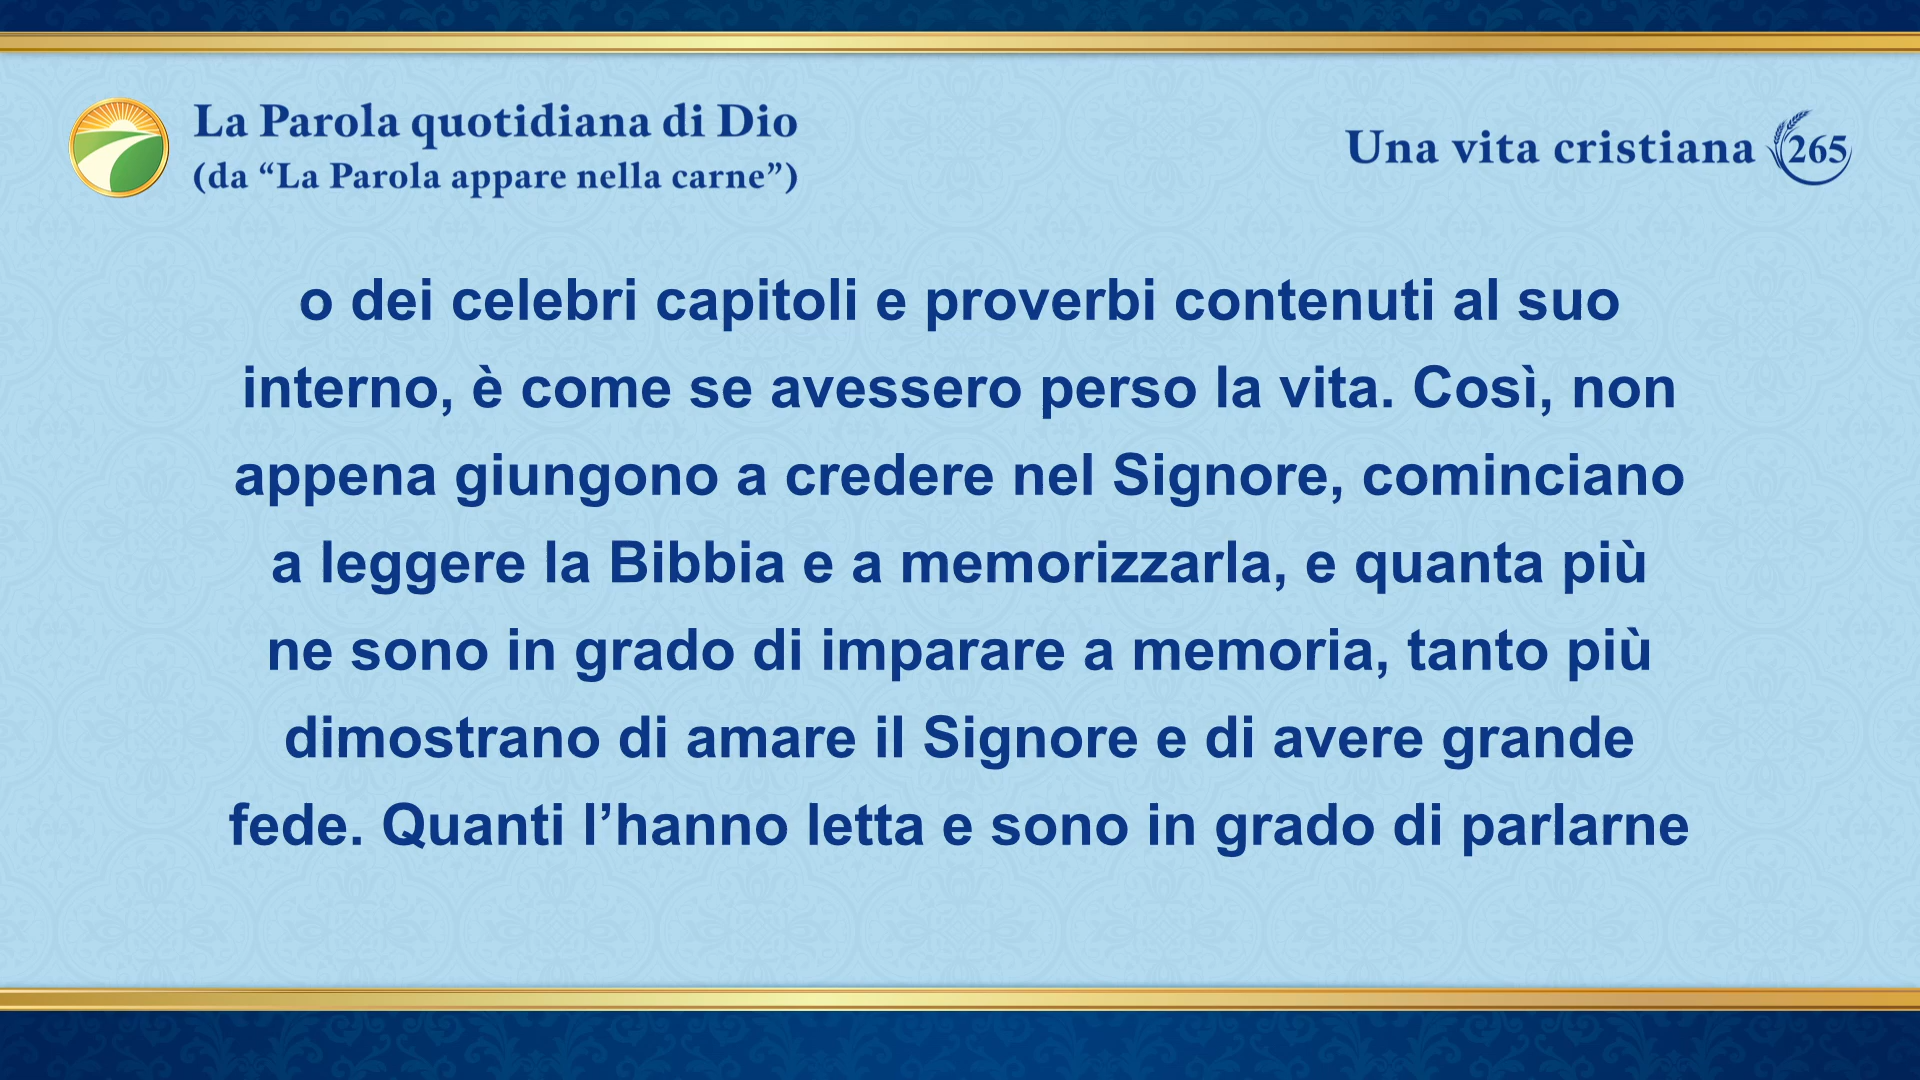 La Parola quotidiana di Dio
(da “La Parola appare nella carne”)
Una vita cristiana 265
o dei celebri capitoli e proverbi contenuti al suo
interno, è come se avessero perso la vita. Così, non
appena giungono a credere nel Signore, cominciano
a leggere la Bibbia e a memorizzarla, e quanta più
ne sono in grado di imparare a memoria, tanto più
dimostrano di amare il Signore e di avere grande
fede. Quanti l’hanno letta e sono in grado di parlarne